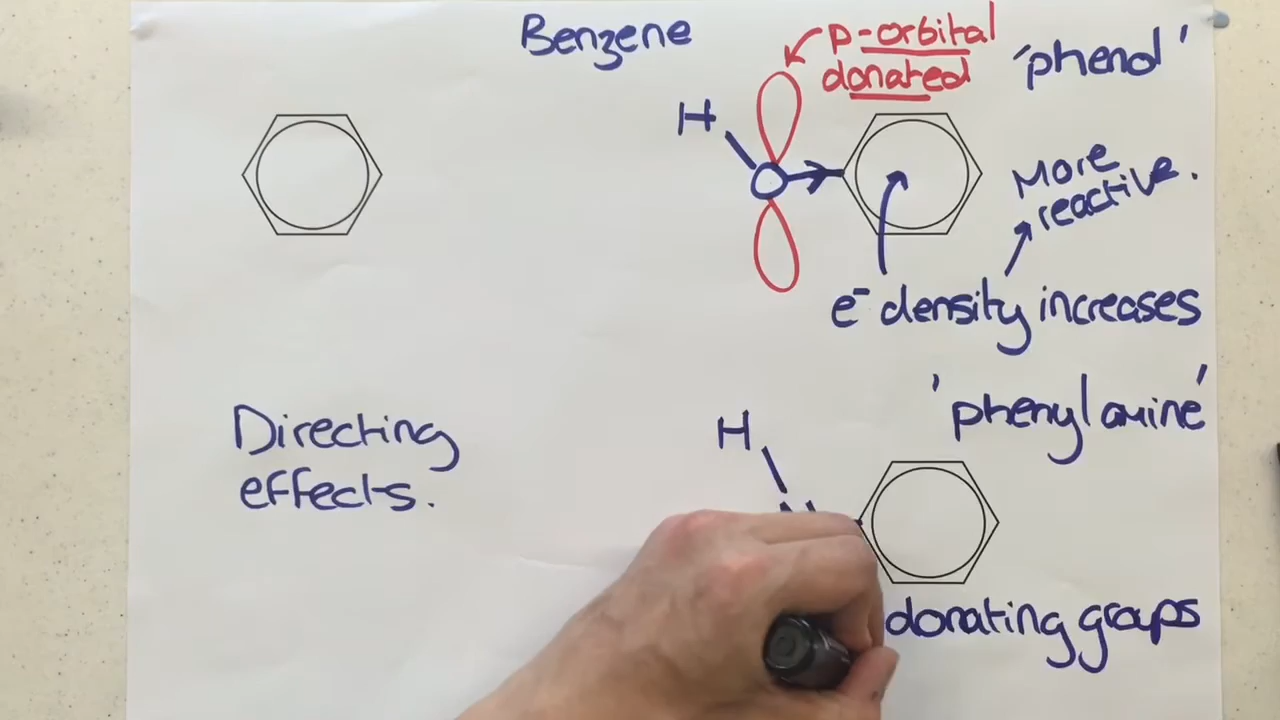 Benzene
p-orbital
donated
'phenol'
H
O
More
reactive.
e⁻ density increases
Directing
effects.
'phenylamine'
H
donating groups